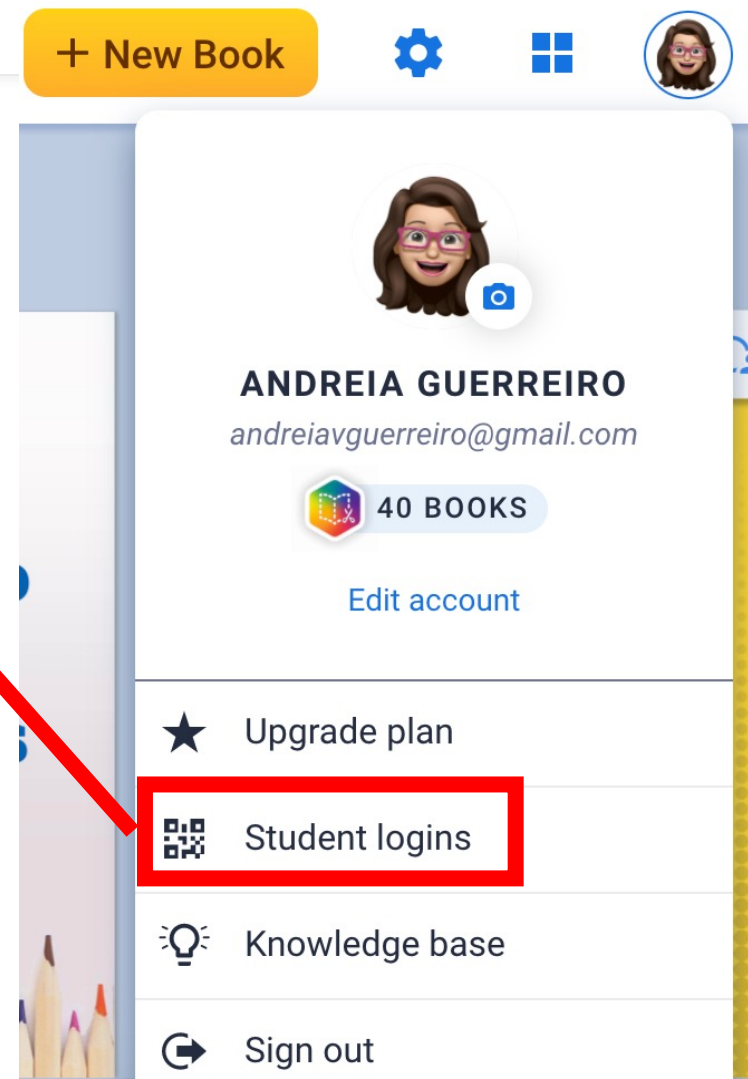 + New Book
ANDREIA GUERREIRO
andreiavguerreiro@gmail.com
40 BOOKS
Edit account
Upgrade plan
Student logins
Knowledge base
Sign out